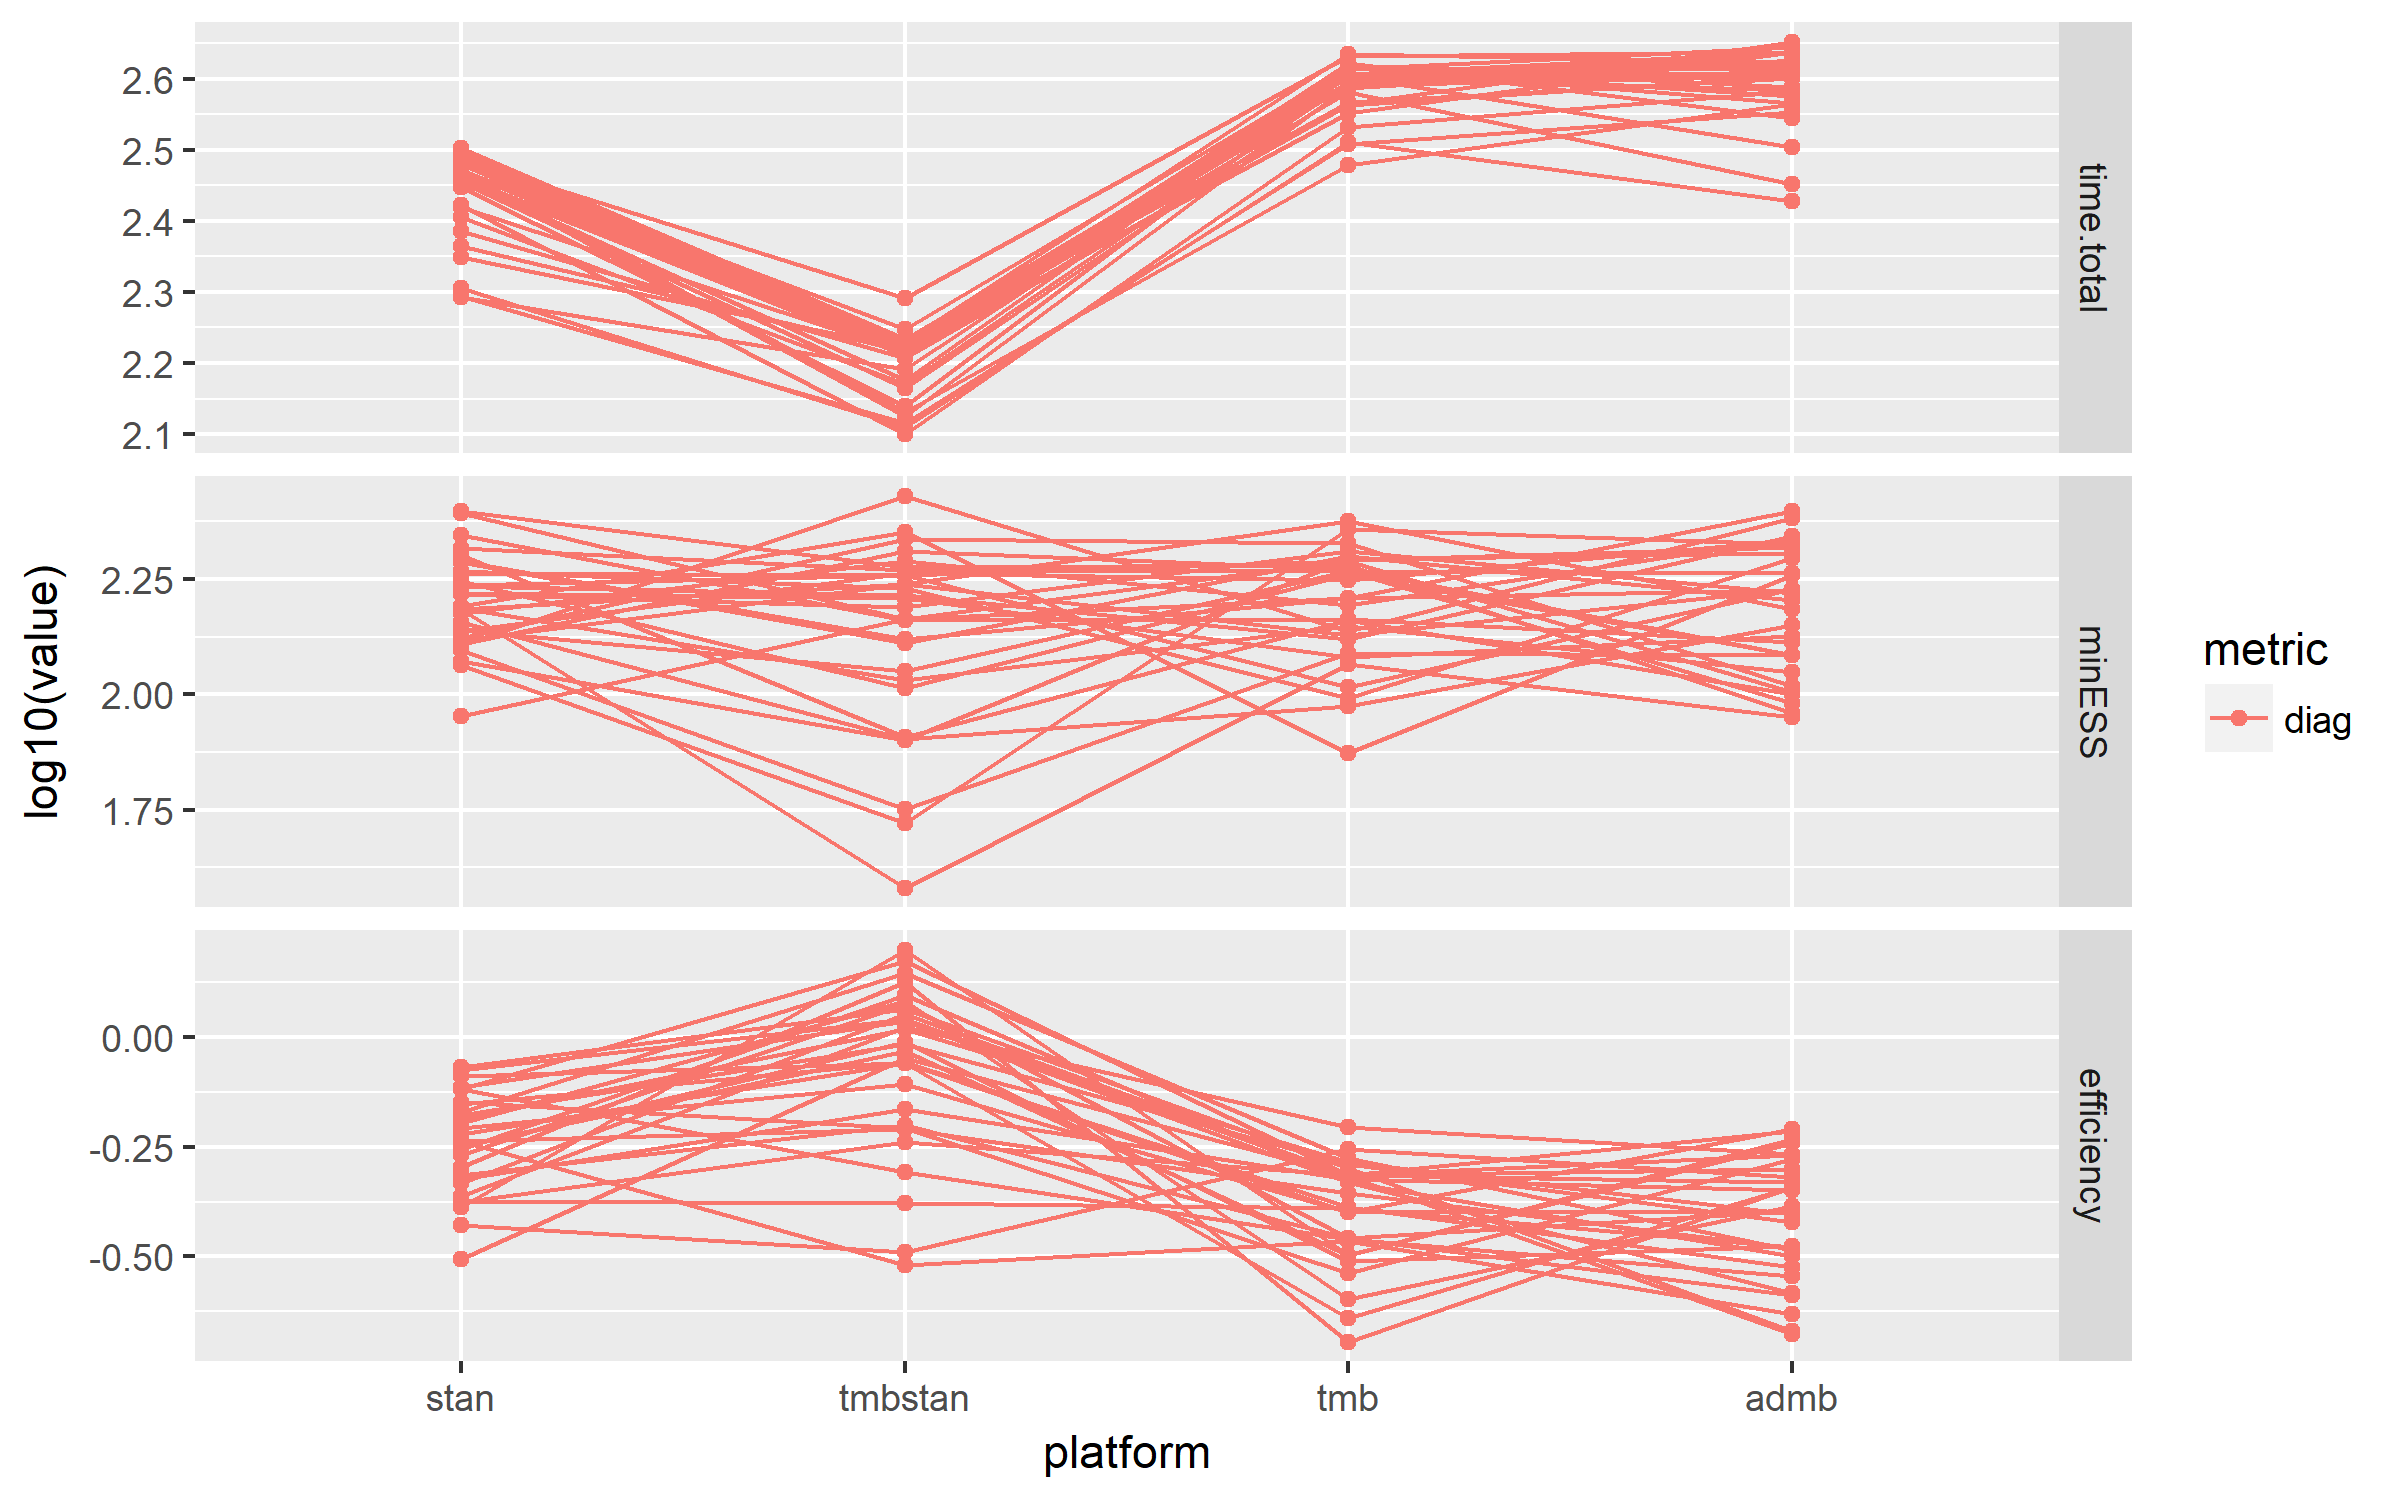 log10(value)
2.6
2.5
2.4
2.3
2.2
2.1
time.total
2.25
2.00
1.75
minESS
0.00
-0.25
-0.50
efficiency
stan tmbstan tmb admb
platform
metric
diag